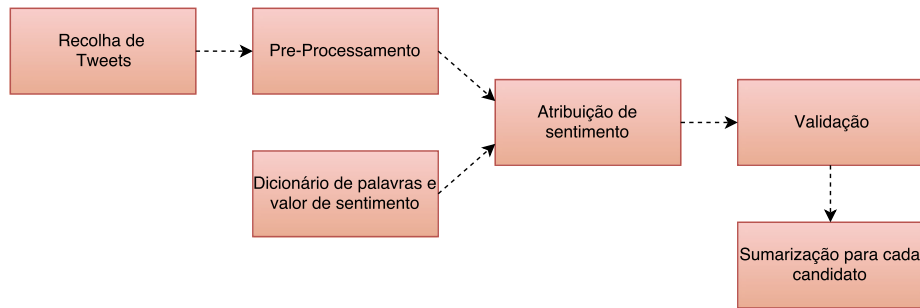 Recolha de
Tweets
Pre-Processamento
Dicionário de palavras e
valor de sentimento
Atribuição de
sentimento
Validação
Sumarização para cada
candidato